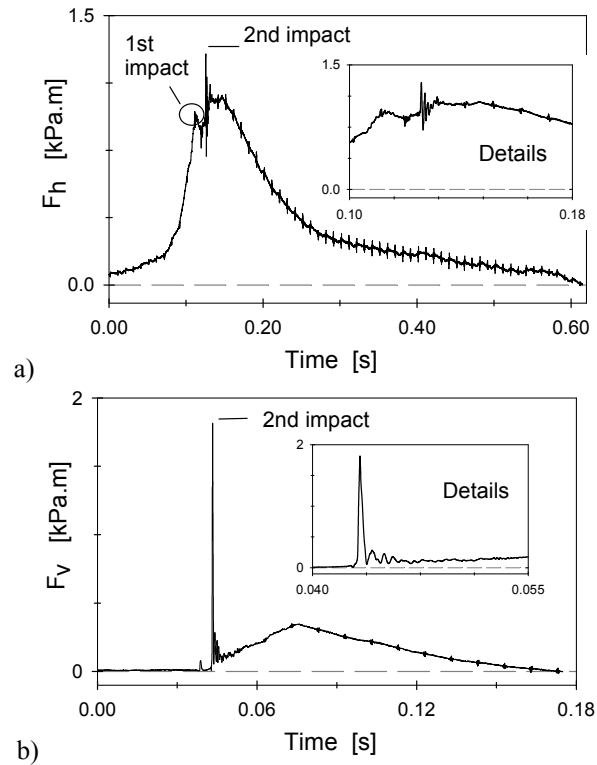 1.5
1st
impact
2nd impact
1.5
Fh [kPa.m]
Details
0.0
0.10
0.18
0.0
0.00
0.20
0.40
0.60
Time [s]
a)
2
2nd impact
2
Details
Fv [kPa.m]
0
0.040
0.055
0
0.00
0.06
0.12
0.18
Time [s]
b)